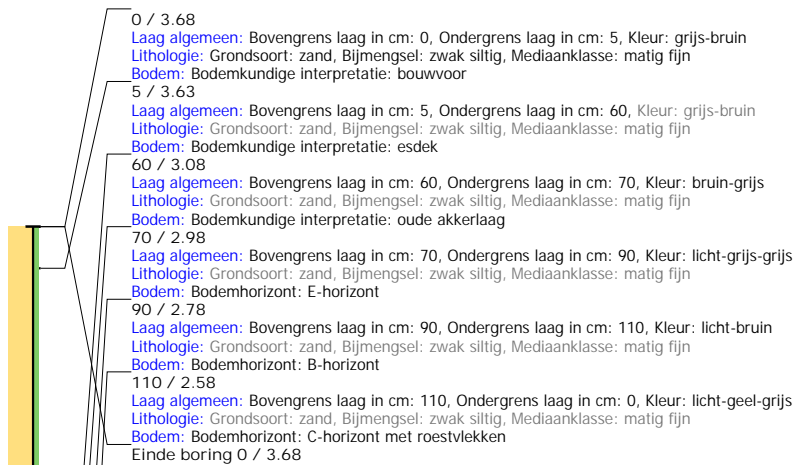 0 / 3.68
Laag algemeen: Bovengrens laag in cm: 0, Ondergrens laag in cm: 5, Kleur: grijs-bruin
Lithologie: Grondsoort: zand, Bijmengsel: zwak siltig, Mediaanklasse: matig fijn
Bodem: Bodemkundige interpretatie: bouwvoor
5 / 3.63
Laag algemeen: Bovengrens laag in cm: 5, Ondergrens laag in cm: 60, Kleur: grijs-bruin
Lithologie: Grondsoort: zand, Bijmengsel: zwak siltig, Mediaanklasse: matig fijn
Bodem: Bodemkundige interpretatie: esdek
60 / 3.08
Laag algemeen: Bovengrens laag in cm: 60, Ondergrens laag in cm: 70, Kleur: bruin-grijs
Lithologie: Grondsoort: zand, Bijmengsel: zwak siltig, Mediaanklasse: matig fijn
Bodem: Bodemkundige interpretatie: oude akkerlaag
70 / 2.98
Laag algemeen: Bovengrens laag in cm: 70, Ondergrens laag in cm: 90, Kleur: licht-grijs-grijs
Lithologie: Grondsoort: zand, Bijmengsel: zwak siltig, Mediaanklasse: matig fijn
Bodem: Bodemhorizont: E-horizont
90 / 2.78
Laag algemeen: Bovengrens laag in cm: 90, Ondergrens laag in cm: 110, Kleur: licht-bruin
Lithologie: Grondsoort: zand, Bijmengsel: zwak siltig, Mediaanklasse: matig fijn
Bodem: Bodemhorizont: B-horizont
110 / 2.58
Laag algemeen: Bovengrens laag in cm: 110, Ondergrens laag in cm: 0, Kleur: licht-geel-grijs
Lithologie: Grondsoort: zand, Bijmengsel: zwak siltig, Mediaanklasse: matig fijn
Bodem: Bodemhorizont: C-horizont met roestvlekken
Einde boring 0 / 3.68